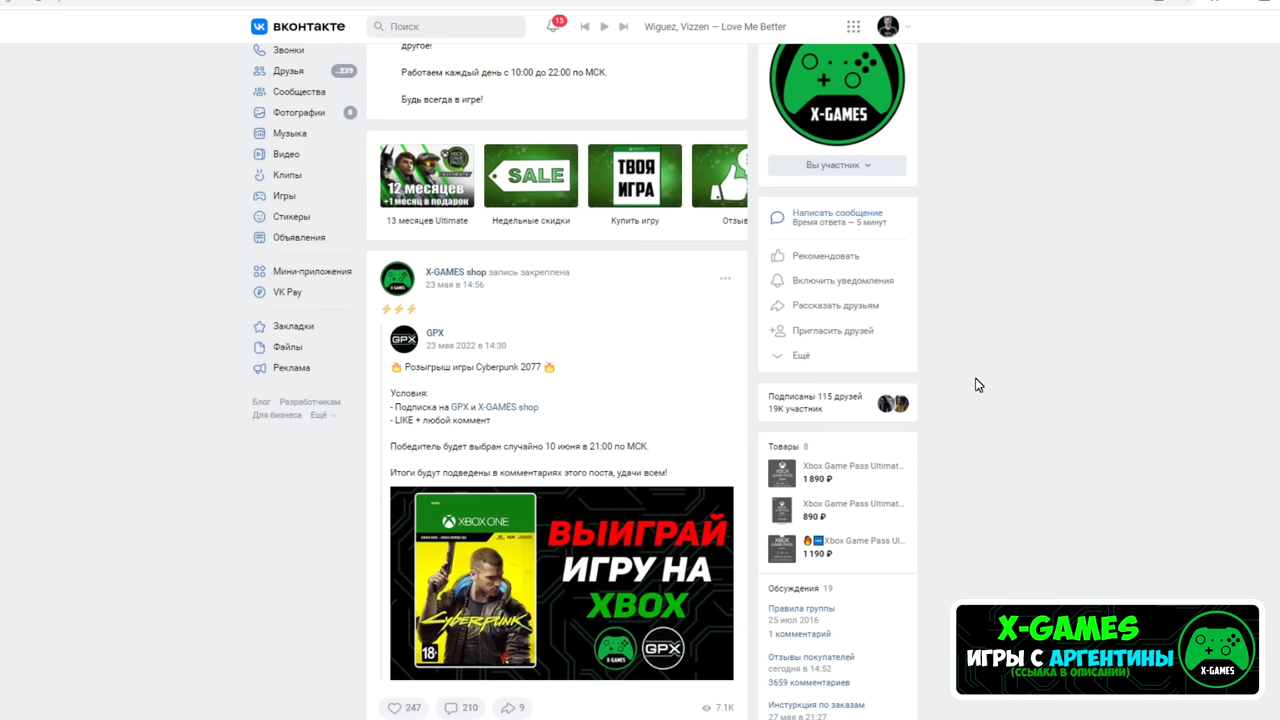 вконтакте
Поиск
15
Wiguez, Vizzen — Love Me Better
Звонки
Друзья
..239
Сообщества
Фотографии
8
Музыка
Видео
Клипы
Игры
Стикеры
Объявления
Мини-приложения
VK Pay
Закладки
Файлы
Реклама
Блог Разработчикам
Для бизнеса Ещё
другое!
Работаем каждый день с 10:00 до 22:00 по МСК.
Будь всегда в игре!
12 месяцев
+1 месяц в подарок
SALE
ТВОЯ
ИГРА
13 месяцев Ultimate
Недельные скидки
Купить игру
Отзыв
X-GAMES shop запись закреплена
23 мая в 14:56
GPX
GPX
23 мая 2022 в 14:30
Розыгрыш игры Cyberpunk 2077
Условия:
- Подписка на GPX и X-GAMES shop
- LIKE + любой коммент
Победитель будет выбран случайно 10 июня в 21:00 по МСК.
Итоги будут подведены в комментариях этого поста, удачи всем!
XBOX ONE
Cyberpunk
18+
ВЫИГРАЙ
ИГРУ НА
XBOX
X-GAMES
GPX
247
210
9
7.1K
X-GAMES
Вы участник
Написать сообщение
Время ответа — 5 минут
Рекомендовать
Включить уведомления
Рассказать друзьям
Пригласить друзей
Ещё
Подписаны 115 друзей
19K участник
Товары 8
Xbox Game Pass Ultimat...
1 890 ₽
Xbox Game Pass Ultimat...
890 ₽
Xbox Game Pass Ul...
1 190 ₽
Обсуждения 19
Правила группы
25 июл 2016
1 комментарий
Отзывы покупателей
сегодня в 14:52
3659 комментариев
Инструкция по заказам
27 мая в 21:27
X-GAMES
ИГРЫ С АРГЕНТИНЫ
(ССЫЛКА В ОПИСАНИИ)
X-GAMES